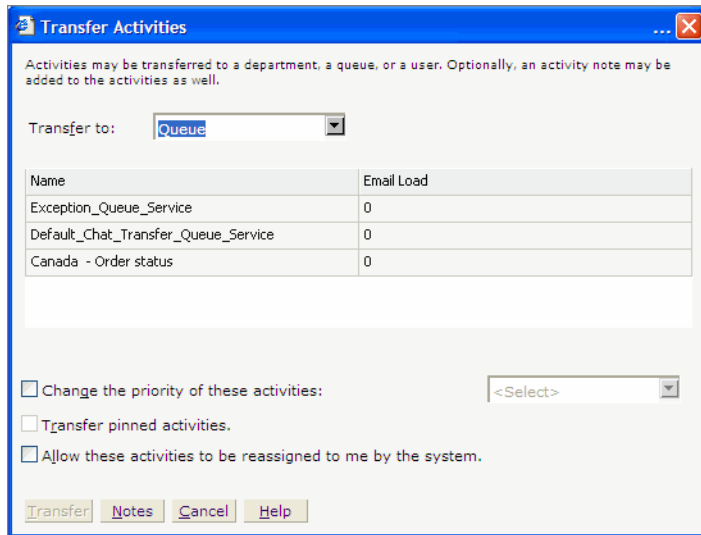 Transfer Activities
...
Activities may be transferred to a department, a queue, or a user. Optionally, an activity note may be
added to the activities as well.
Transfer to: Queue
Name Email Load
Exception_Queue_Service 0
Default_Chat_Transfer_Queue_Service 0
Canada - Order status 0
Change the priority of these activities: <Select>
Transfer pinned activities.
Allow these activities to be reassigned to me by the system.
Transfer Notes Cancel Help